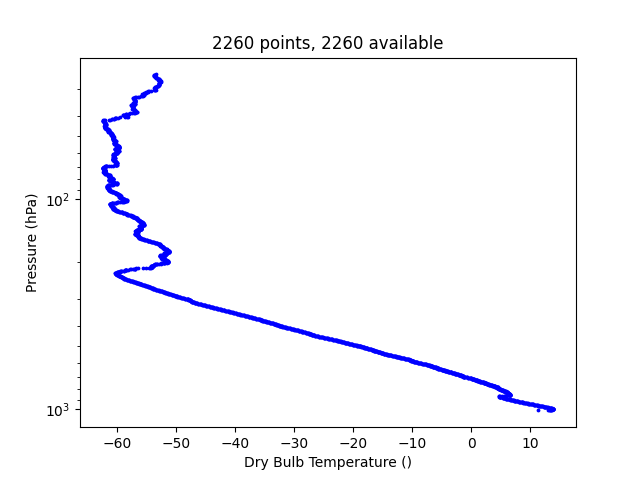 2260 points, 2260 available
Pressure (hPa)
10²
10³
−60 −50 −40 −30 −20 −10 0 10
Dry Bulb Temperature ()